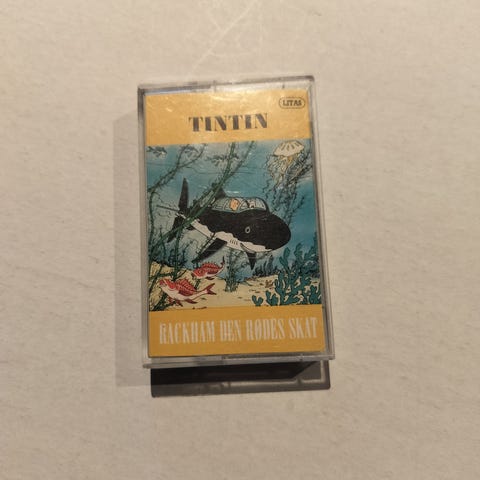 LITAS
TINTIN
RACKHAM DEN RØDES SKAT